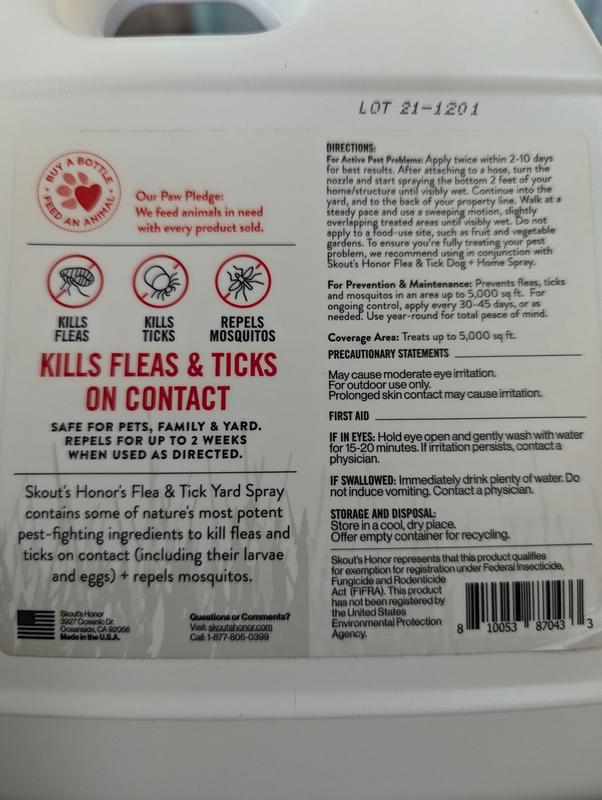 LOT 21-1201
BUY A BOTTLE
FEED AN ANIMAL
Our Paw Pledge:
We feed animals in need
with every product sold.
KILLS
FLEAS
KILLS
TICKS
REPELS
MOSQUITOS
KILLS FLEAS & TICKS
ON CONTACT
SAFE FOR PETS, FAMILY & YARD.
REPELS FOR UP TO 2 WEEKS
WHEN USED AS DIRECTED.
Skout's Honor's Flea & Tick Yard Spray
contains some of nature's most potent
pest-fighting ingredients to kill fleas and
ticks on contact (including their larvae
and eggs) + repels mosquitos.
Skout's Honor
3927 Oceanic Dr.
Oceanside, CA 92056
Made in the U.S.A.
Questions or Comments?
Visit: skoutshonor.com
Call: 1-877-805-0399
DIRECTIONS:
For Active Pest Problems: Apply twice within 2-10 days
for best results. After attaching to a hose, turn the
nozzle and start spraying the bottom 2 feet of your
home/structure until visibly wet. Continue into the
yard, and to the back of your property line. Walk at a
steady pace and use a sweeping motion, slightly
overlapping treated areas until visibly wet. Do not
apply to a food-use site, such as fruit and vegetable
gardens. To ensure you're fully treating your pest
problem, we recommend using in conjunction with
Skout's Honor Flea & Tick Dog + Home Spray.
For Prevention & Maintenance: Prevents fleas, ticks
and mosquitos in an area up to 5,000 sq ft. For
ongoing control, apply every 30-45 days, or as
needed. Use year-round for total peace of mind.
Coverage Area: Treats up to 5,000 sq ft.
PRECAUTIONARY STATEMENTS
May cause moderate eye irritation.
For outdoor use only.
Prolonged skin contact may cause irritation.
FIRST AID
IF IN EYES: Hold eye open and gently wash with water
for 15-20 minutes. If irritation persists, contact a
physician.
IF SWALLOWED: Immediately drink plenty of water. Do
not induce vomiting. Contact a physician.
STORAGE AND DISPOSAL:
Store in a cool, dry place.
Offer empty container for recycling.
Skout's Honor represents that this product qualifies
for exemption for registration under Federal Insecticide,
Fungicide and Rodenticide
Act (FIFRA). This product
has not been registered by
the United States
Environmental Protection
Agency.
8 10053 87043 3